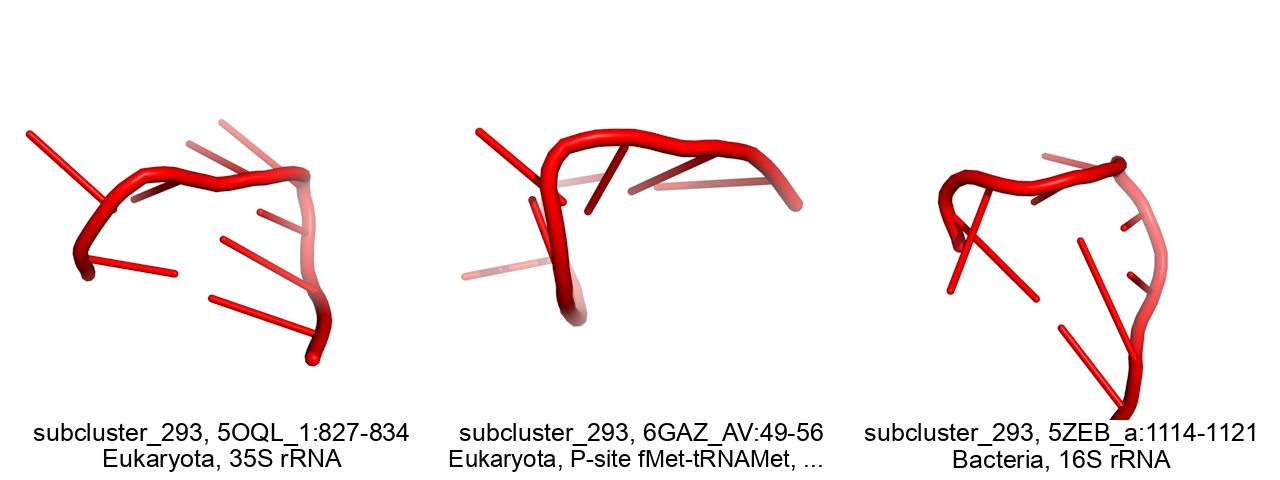 subcluster_293, 5OQL_1:827-834
Eukaryota, 35S rRNA
subcluster_293, 6GAZ_AV:49-56
Eukaryota, P-site fMet-tRNAMet, ...
subcluster_293, 5ZEB_a:1114-1121
Bacteria, 16S rRNA